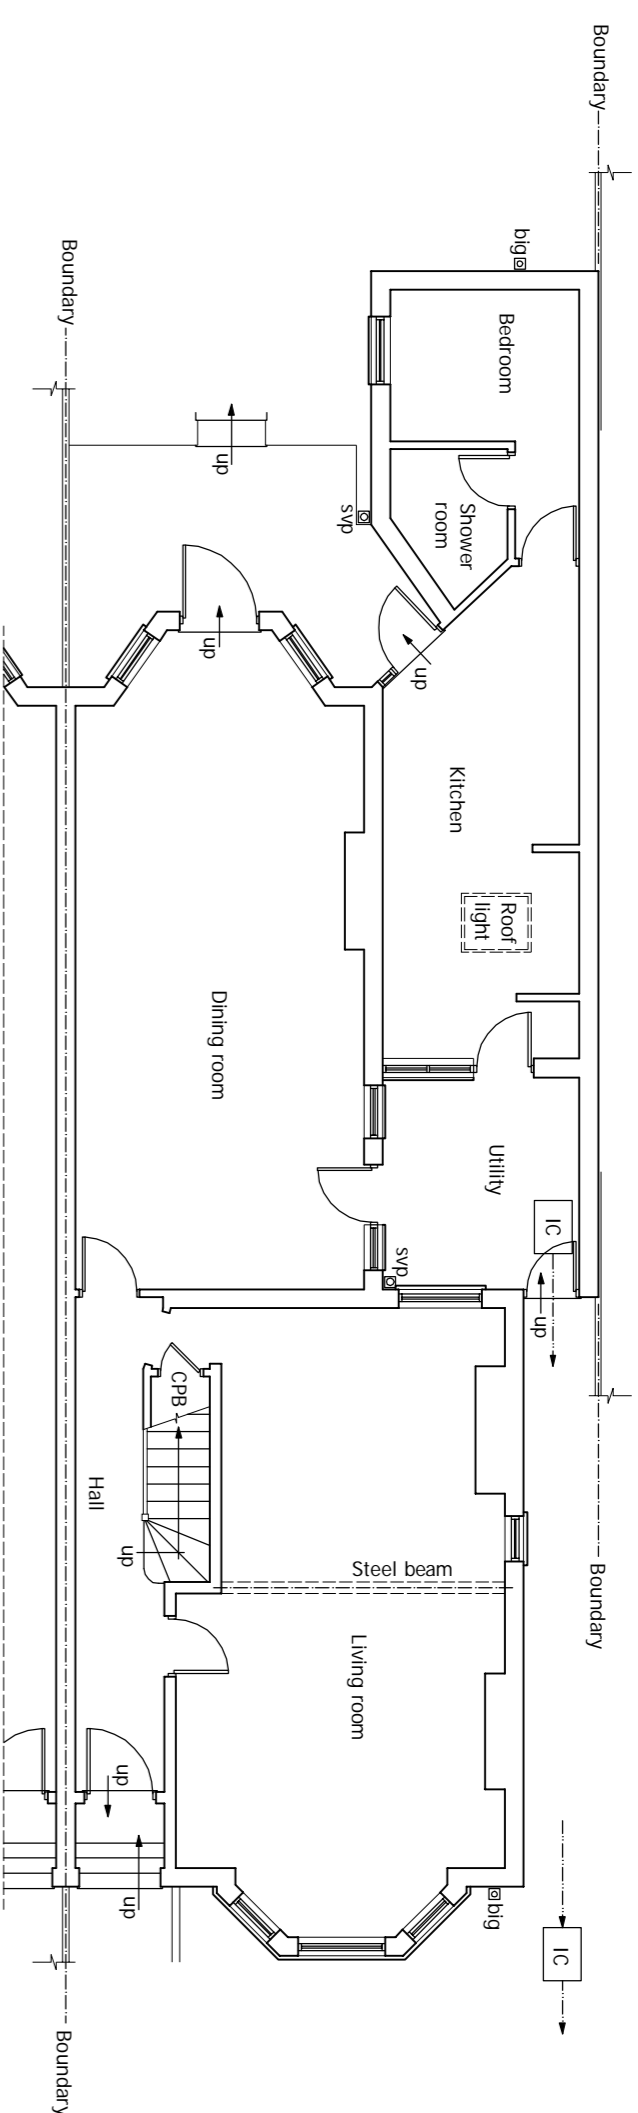 Boundary
Boundary
big
Bedroom
up
svp
Shower
room
up
up
Kitchen
Roof
light
Dining room
Utility
IC
svp
up
CPB
Hall
up
Steel beam
Living room
Boundary
up
up
big
IC
Boundary